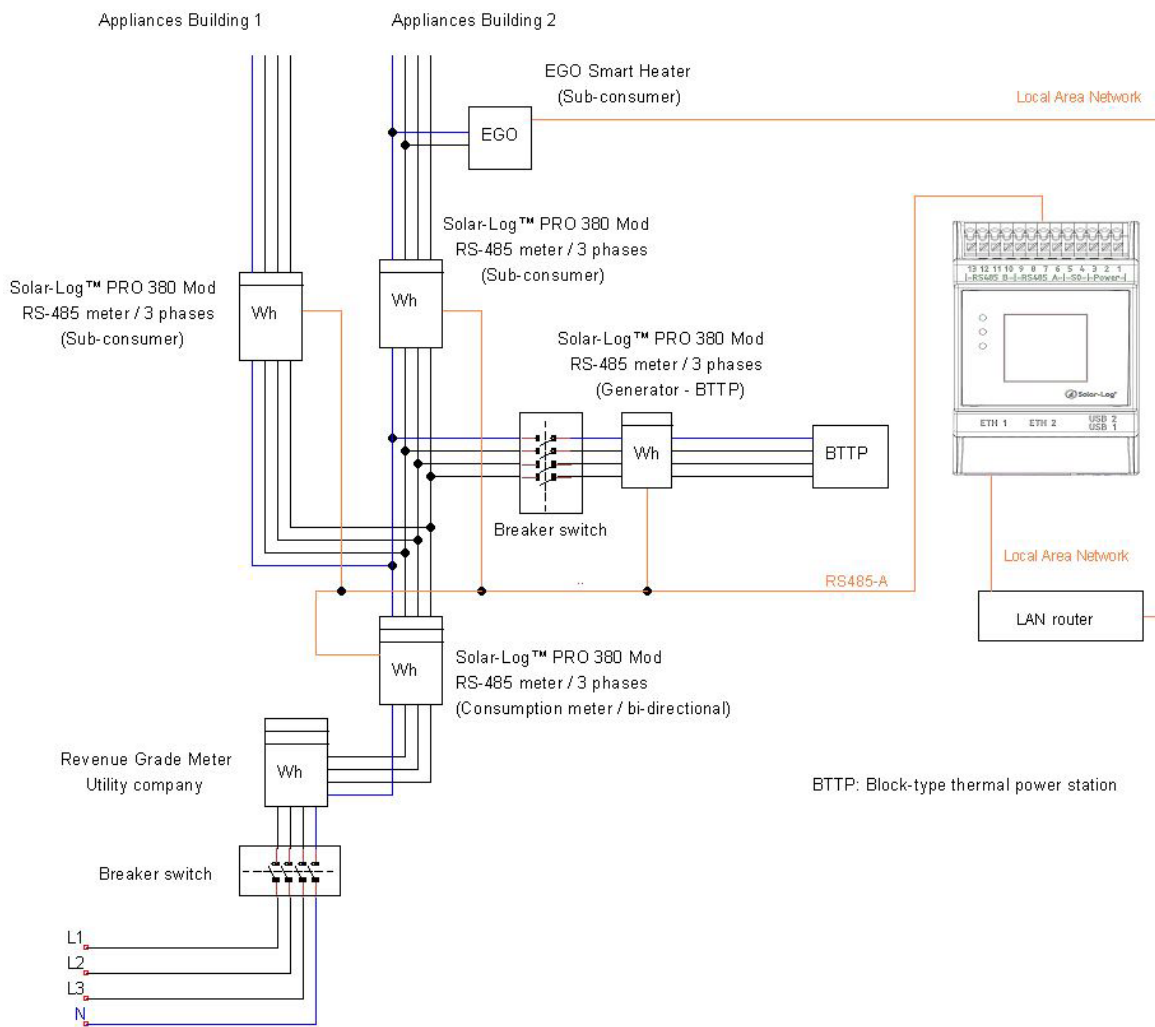 Appliances Building 1
Appliances Building 2
EGO Smart Heater
(Sub-consumer)
Local Area Network
EGO
Solar-Log™ PRO 380 Mod
RS-485 meter / 3 phases
(Sub-consumer)
Wh
Solar-Log™ PRO 380 Mod
RS-485 meter / 3 phases
(Sub-consumer)
Wh
13 12 11 10 9 8 7 6 5 4 3 2 1
|-RS485 B-|-RS485 A-|-S0-|-Power-|
Solar-Log™ PRO 380 Mod
RS-485 meter / 3 phases
(Generator - BTTP)
Wh
BTTP
Solar-Log®
ETH 1 ETH 2 USB 2
USB 1
Breaker switch
Local Area Network
RS485-A
LAN router
Wh
Solar-Log™ PRO 380 Mod
RS-485 meter / 3 phases
(Consumption meter / bi-directional)
Revenue Grade Meter
Utility company
Wh
BTTP: Block-type thermal power station
Breaker switch
L1
L2
L3
N